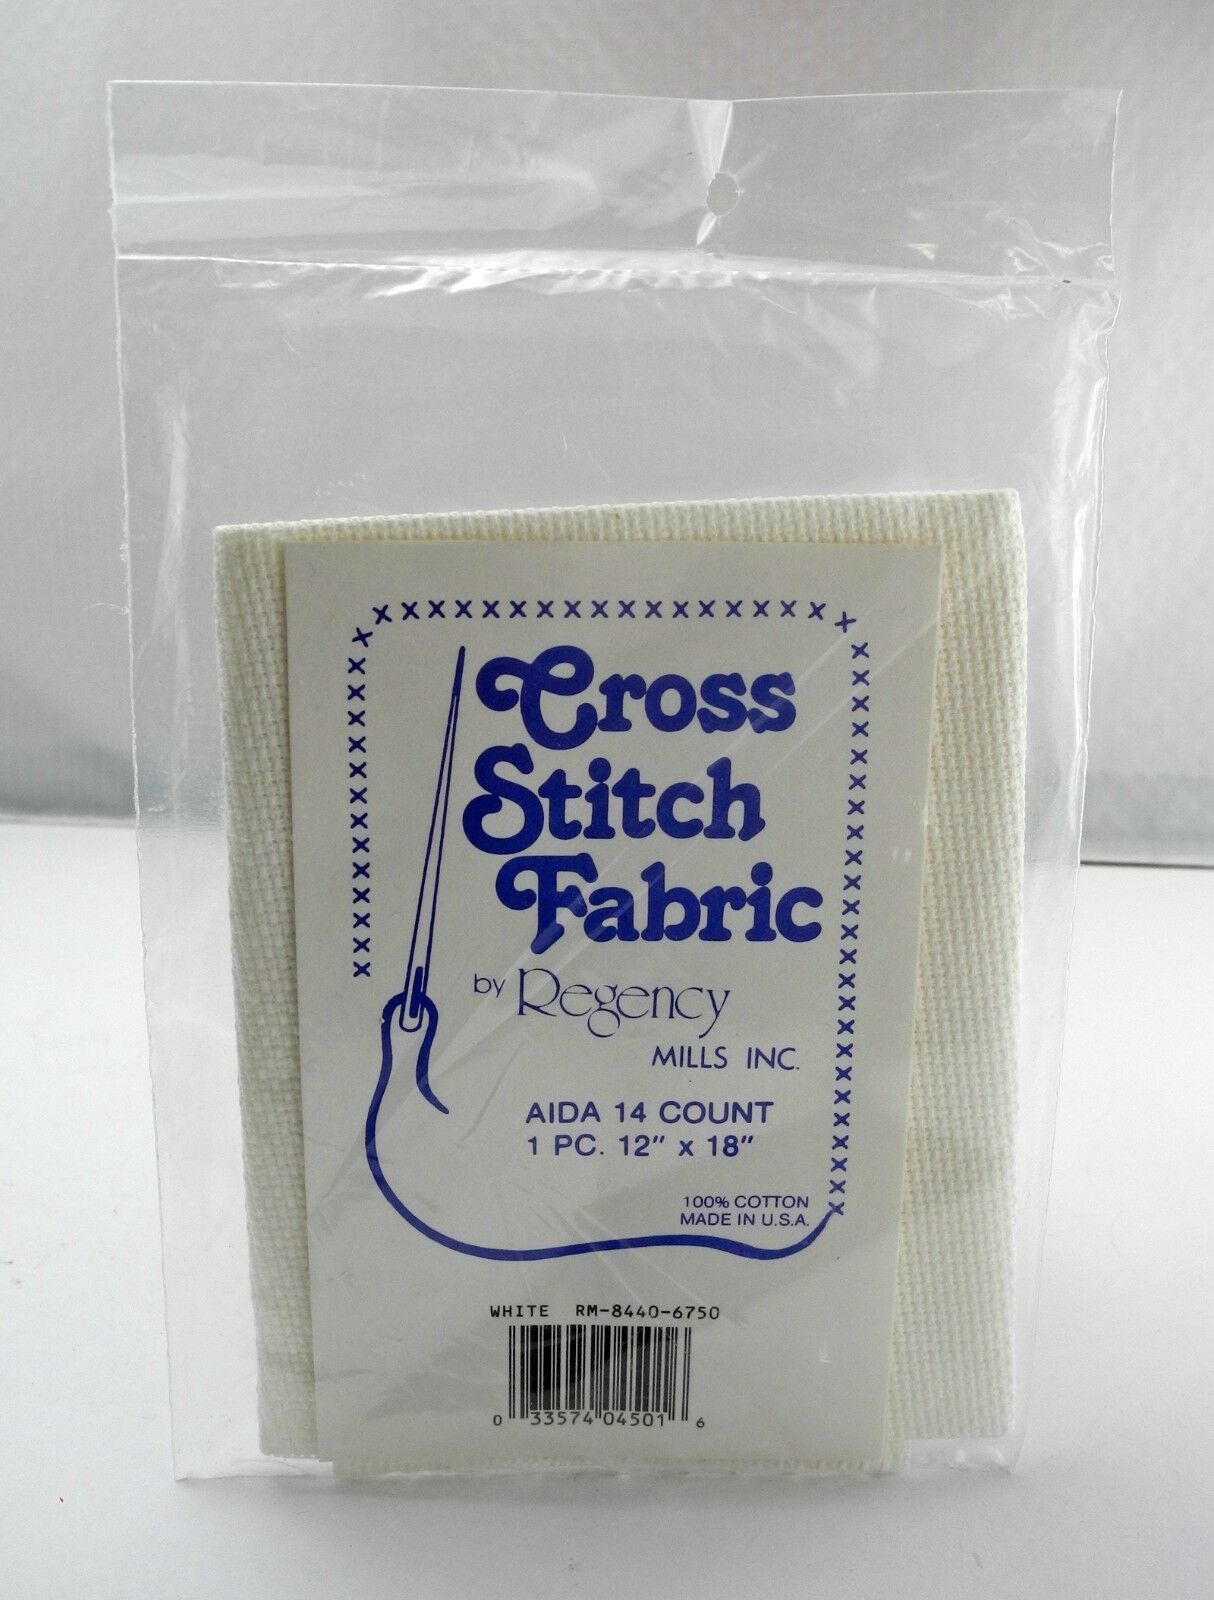 Cross
Stitch
Fabric
by Regency
MILLS INC.
AIDA 14 COUNT
1 PC. 12" x 18"
100% COTTON
MADE IN U.S.A.
WHITE RM-8440-6750
0 33574 04501 6